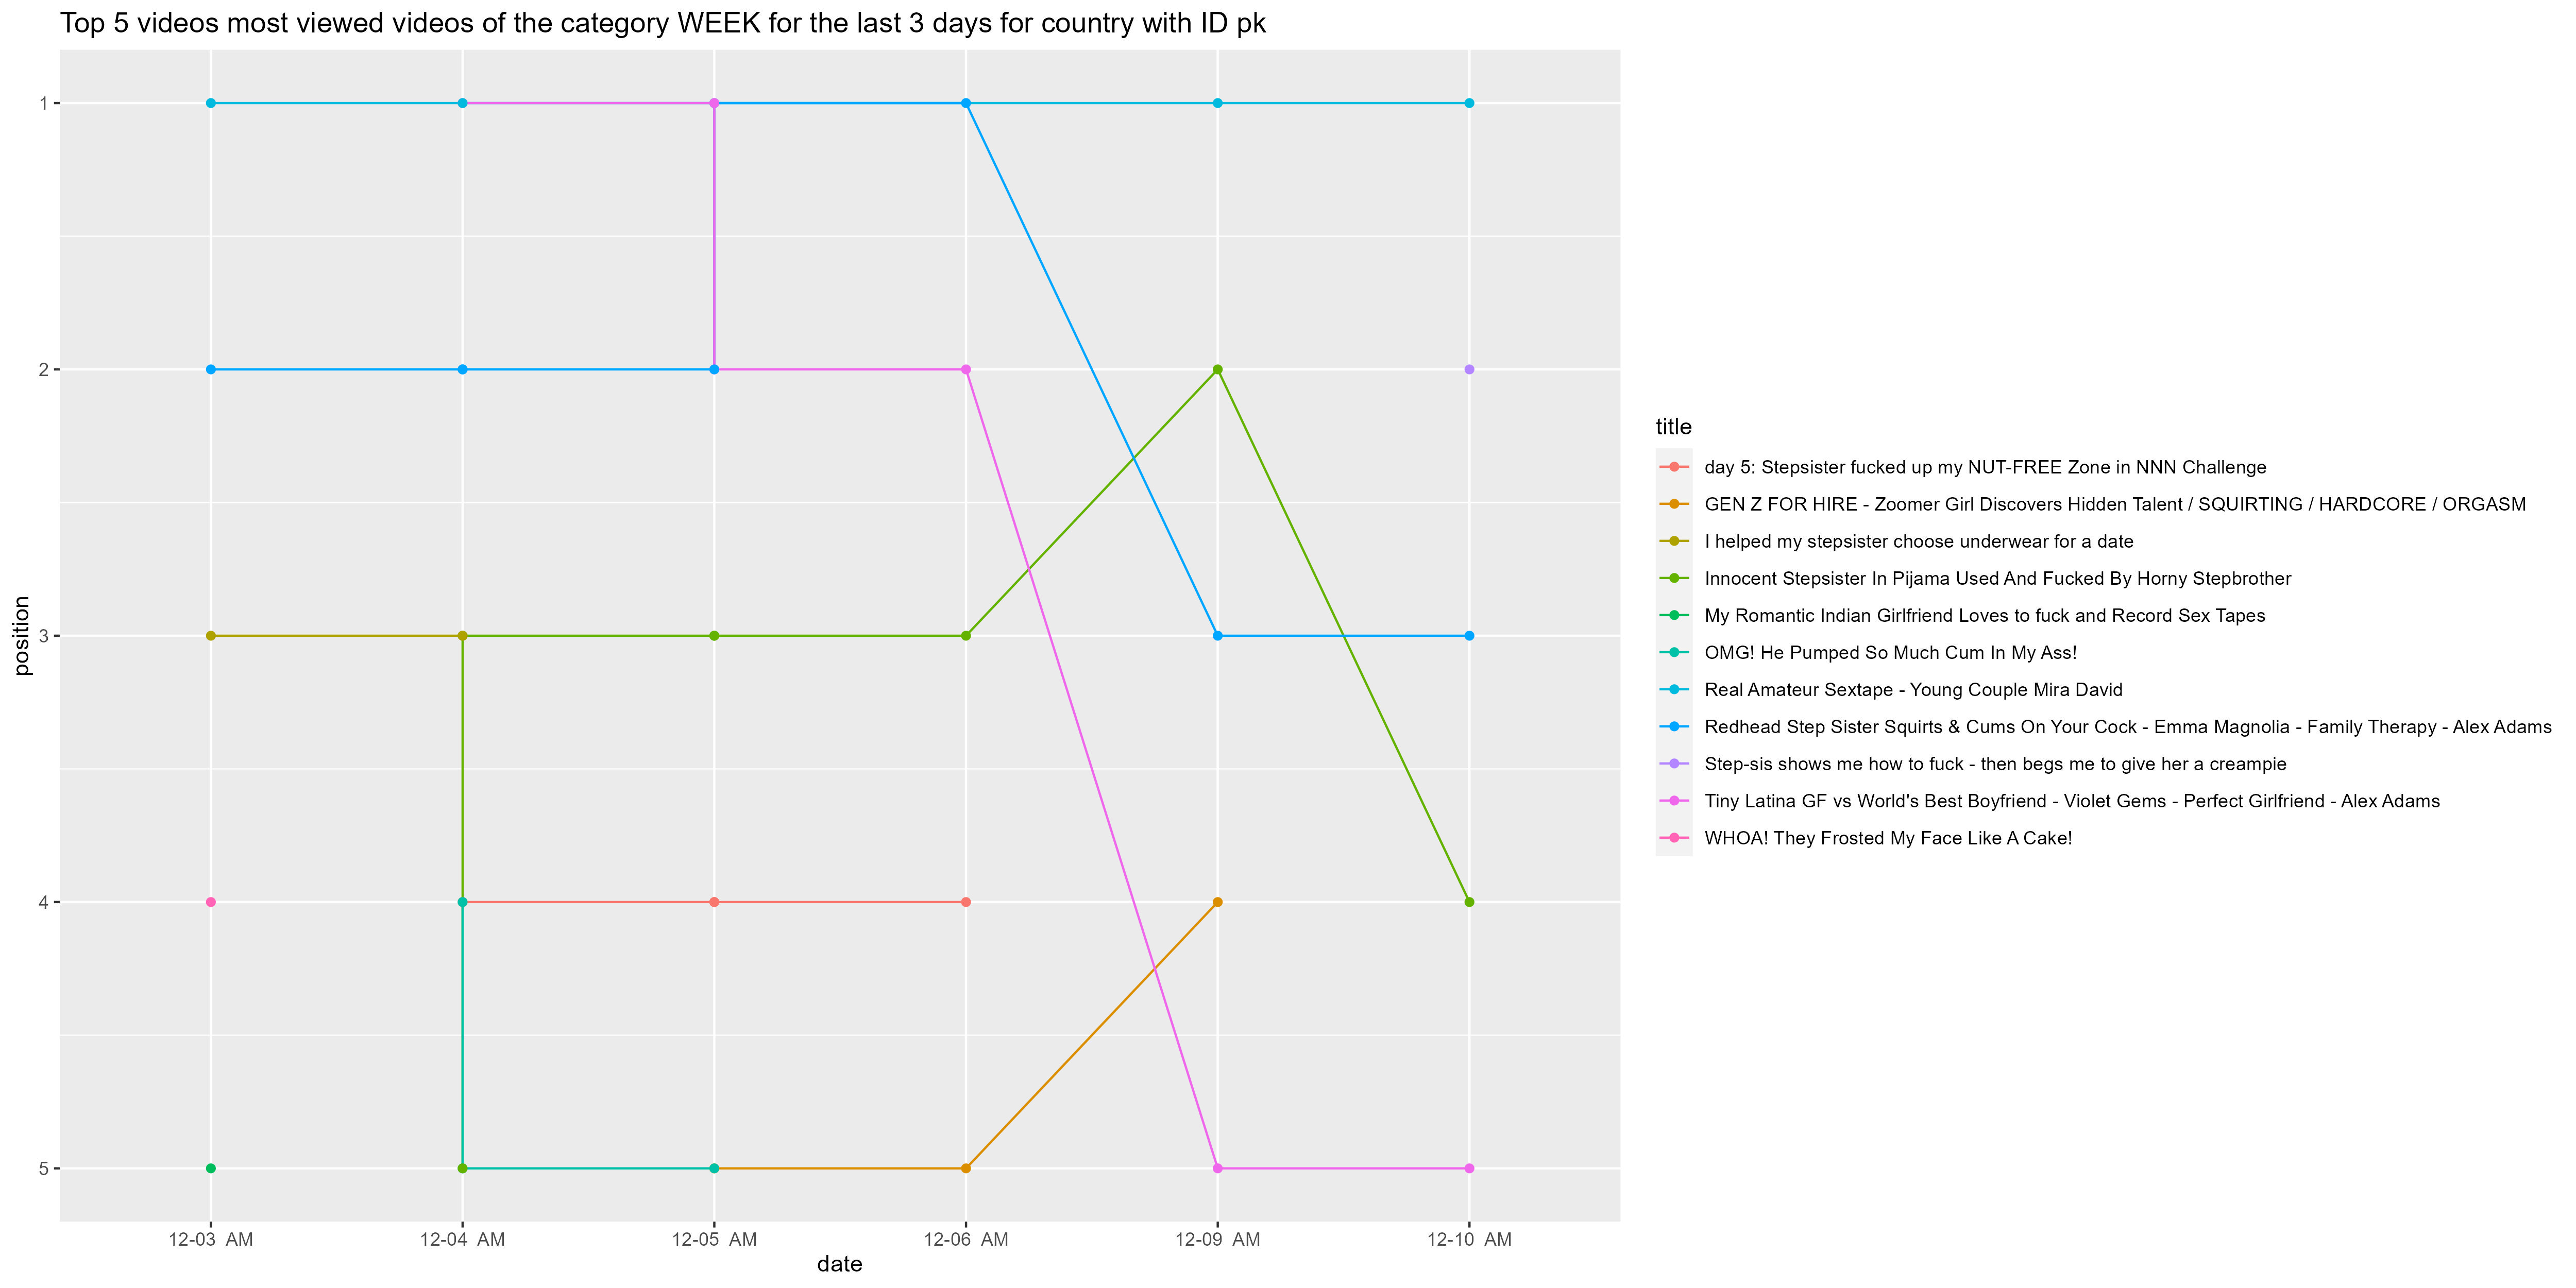 Top 5 videos most viewed videos of the category WEEK for the last 3 days for country with ID pk
position
1
2
3
4
5
12-03 AM
12-04 AM
12-05 AM
12-06 AM
12-09 AM
12-10 AM
date
title
day 5: Stepsister fucked up my NUT-FREE Zone in NNN Challenge
GEN Z FOR HIRE - Zoomer Girl Discovers Hidden Talent / SQUIRTING / HARDCORE / ORGASM
I helped my stepsister choose underwear for a date
Innocent Stepsister In Pijama Used And Fucked By Horny Stepbrother
My Romantic Indian Girlfriend Loves to fuck and Record Sex Tapes
OMG! He Pumped So Much Cum In My Ass!
Real Amateur Sextape - Young Couple Mira David
Redhead Step Sister Squirts & Cums On Your Cock - Emma Magnolia - Family Therapy - Alex Adams
Step-sis shows me how to fuck - then begs me to give her a creampie
Tiny Latina GF vs World's Best Boyfriend - Violet Gems - Perfect Girlfriend - Alex Adams
WHOA! They Frosted My Face Like A Cake!